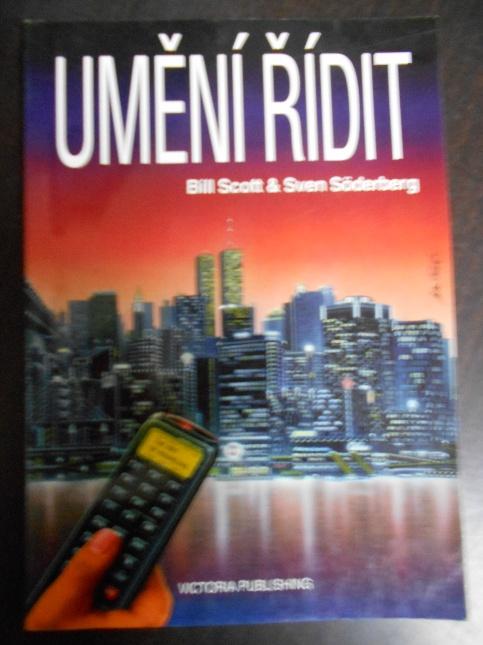 UMĚNÍ ŘÍDIT
Bill Scott & Sven Söderberg
VICTORIA PUBLISHING